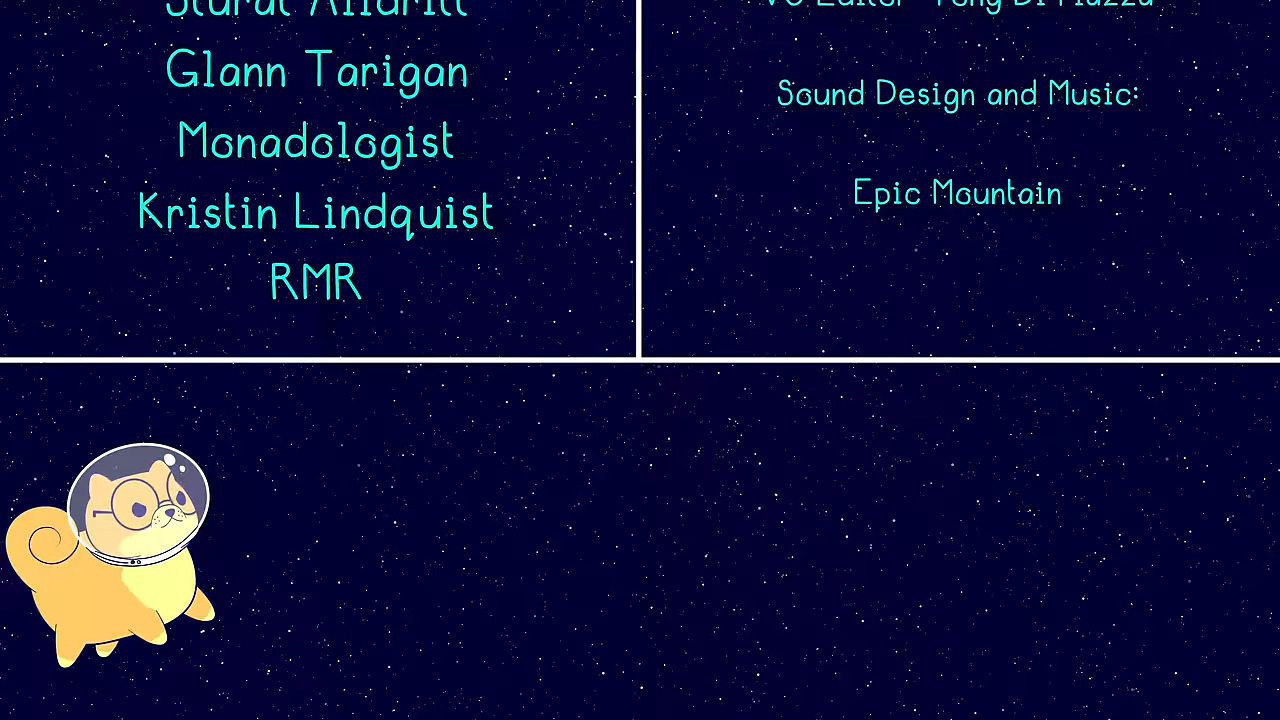 Glann Tarigan
Monadologist
Kristin Lindquist
RMR
Sound Design and Music:
Epic Mountain